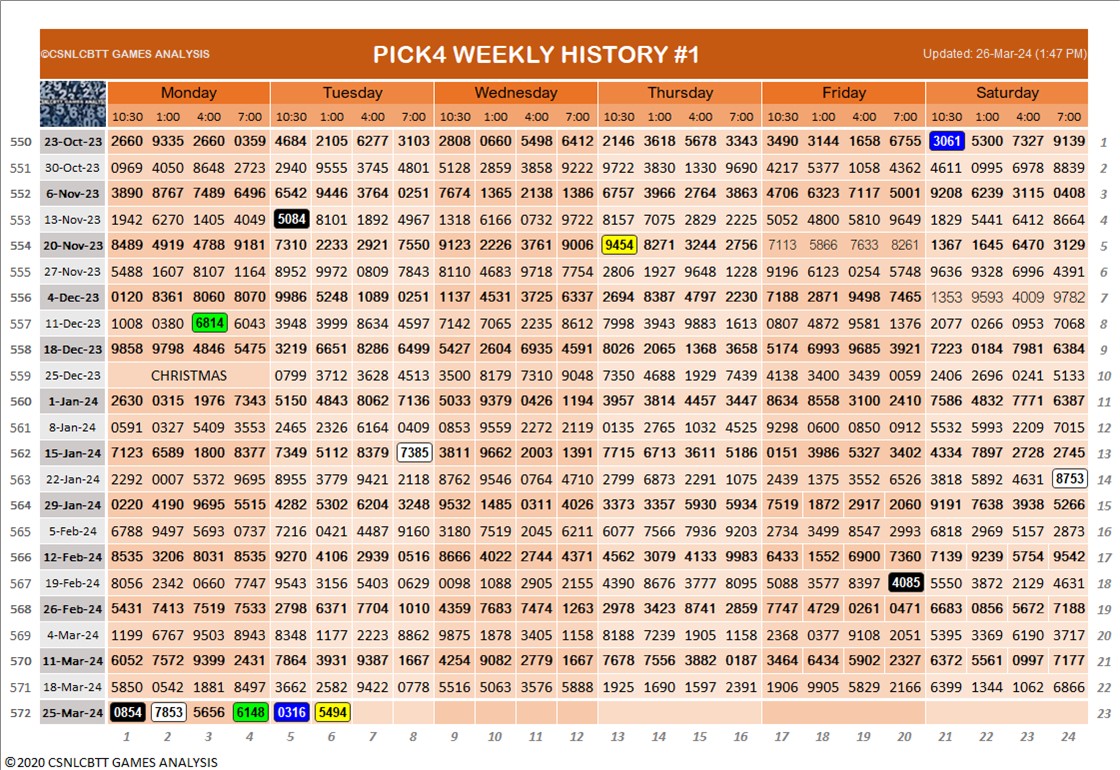 ©CSNLCBTT GAMES ANALYSIS PICK4 WEEKLY HISTORY #1 Updated: 26-Mar-24 (1:47 PM)
Monday Tuesday Wednesday Thursday Friday Saturday
10:30 1:00 4:00 7:00 10:30 1:00 4:00 7:00 10:30 1:00 4:00 7:00 10:30 1:00 4:00 7:00 10:30 1:00 4:00 7:00 10:30 1:00 4:00 7:00
550 23-Oct-23 2660 9335 2660 0359 4684 2105 6277 3103 2808 0660 5498 6412 2146 3618 5678 3343 3490 3144 1658 6755 3061 5300 7327 9139 1
551 30-Oct-23 0969 4050 8648 2723 2940 9555 3745 4801 5128 2859 3858 9222 9722 3830 1330 9690 4217 5377 1058 4362 4611 0995 6978 8839 2
552 6-Nov-23 3890 8767 7489 6496 6542 9446 3764 0251 7674 1365 2138 1386 6757 3966 2764 3863 4706 6323 7117 5001 9208 6239 3115 0408 3
553 13-Nov-23 1942 6270 1405 4049 5084 8101 1892 4967 1318 6166 0732 9722 8157 7075 2829 2225 5052 4800 5810 9649 1829 5441 6412 8664 4
554 20-Nov-23 8489 4919 4788 9181 7310 2233 2921 7550 9123 2226 3761 9006 9454 8271 3244 2756 7113 5866 7633 8261 1367 1645 6470 3129 5
555 27-Nov-23 5488 1607 8107 1164 8952 9972 0809 7843 8110 4683 9718 7754 2806 1927 9648 1228 9196 6123 0254 5748 9636 9328 6996 4391 6
556 4-Dec-23 0120 8361 8060 8070 9986 5248 1089 0251 1137 4531 3725 6337 2694 8387 4797 2230 7188 2871 9498 7465 1353 9593 4009 9782 7
557 11-Dec-23 1008 0380 6814 6043 3948 3999 8634 4597 7142 7065 2235 8612 7998 3943 9883 1613 0807 4872 9581 1376 2077 0266 0953 7068 8
558 18-Dec-23 9858 9798 4846 5475 3219 6651 8286 6499 5427 2604 6935 4591 8026 2065 1368 3658 5174 6993 9685 3921 7223 0184 7981 6384 9
559 25-Dec-23 CHRISTMAS 0799 3712 3628 4513 3500 8179 7310 9048 7350 4688 1929 7439 4138 3400 3439 0059 2406 2696 0241 5133 10
560 1-Jan-24 2630 0315 1976 7343 5150 4843 8062 7136 5033 9379 0426 1194 3957 3814 4457 3447 8634 8558 3100 2410 7586 4832 7771 6387 11
561 8-Jan-24 0591 0327 5409 3553 2465 2326 6164 0409 0853 9559 2272 2119 0135 2765 1032 4525 9298 0600 0850 0912 5532 5993 2209 7015 12
562 15-Jan-24 7123 6589 1800 8377 7349 5112 8379 7385 3811 9662 2003 1391 7715 6713 3611 5186 0151 3986 5327 3402 4334 7897 2728 2745 13
563 22-Jan-24 2292 0007 5372 9695 8955 3779 9421 2118 8762 9546 0764 4710 2799 6873 2291 1075 2439 1375 3552 6526 3818 5892 4631 8753 14
564 29-Jan-24 0220 4190 9695 5515 4282 5302 6204 3248 9532 1485 0311 4026 3373 3357 5930 5934 7519 1872 2917 2060 9191 7638 3938 5266 15
565 5-Feb-24 6788 9497 5693 0737 7216 0421 4487 9160 3180 7519 2045 6211 6077 7566 7936 9203 2734 3499 8547 2993 6818 2969 5157 2873 16
566 12-Feb-24 8535 3206 8031 8535 9270 4106 2939 0516 8666 4022 2744 4371 4562 3079 4133 9983 6433 1552 6900 7360 7139 9239 5754 9542 17
567 19-Feb-24 8056 2342 0660 7747 9543 3156 5403 0629 0098 1088 2905 2155 4390 8676 3777 8095 5088 3577 8397 4085 5550 3872 2129 4631 18
568 26-Feb-24 5431 7413 7519 7533 2798 6371 7704 1010 4359 7683 7474 1263 2978 3423 8741 2859 7747 4729 0261 0471 6683 0856 5672 7188 19
569 4-Mar-24 1199 6767 9503 8943 8348 1177 2223 8862 9875 1878 3405 1158 8188 7239 1905 1158 2368 0377 9108 2051 5395 3369 6190 3717 20
570 11-Mar-24 6052 7572 9399 2431 7864 3931 9387 1667 4254 9082 2779 1667 7678 7556 3882 0187 3464 6434 5902 2327 6372 5561 0997 7177 21
571 18-Mar-24 5850 0542 1881 8497 3662 2582 9422 0778 5516 5063 3576 5888 1925 1690 1597 2391 1906 9905 5829 2166 6399 1344 1062 6866 22
572 25-Mar-24 0854 7853 5656 6148 0316 5494 23
1 2 3 4 5 6 7 8 9 10 11 12 13 14 15 16 17 18 19 20 21 22 23 24
©2020 CSNLCBTT GAMES ANALYSIS